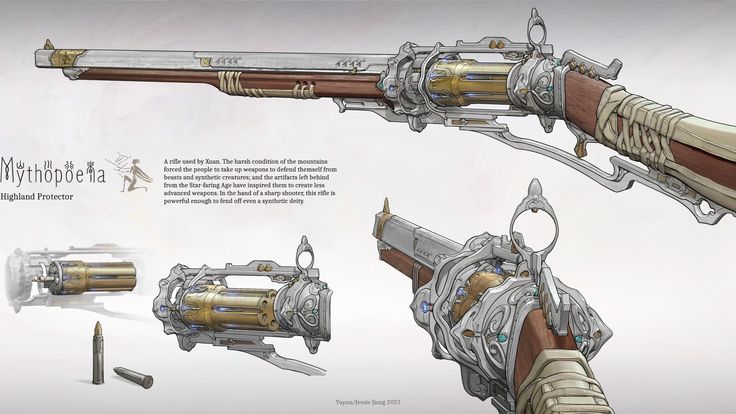 Mythopoeia
Highland Protector
A rifle used by Xuan. The harsh condition of the mountains
forced the people to take up weapons to defend themself from
beasts and synthetic creatures; and the artifacts left behind
from the Star-faring Age have inspired them to create less
advanced weapons. In the hand of a sharp shooter, this rifle is
powerful enough to fend off even a synthetic deity.
Yuyun/Jessie Jiang 2023